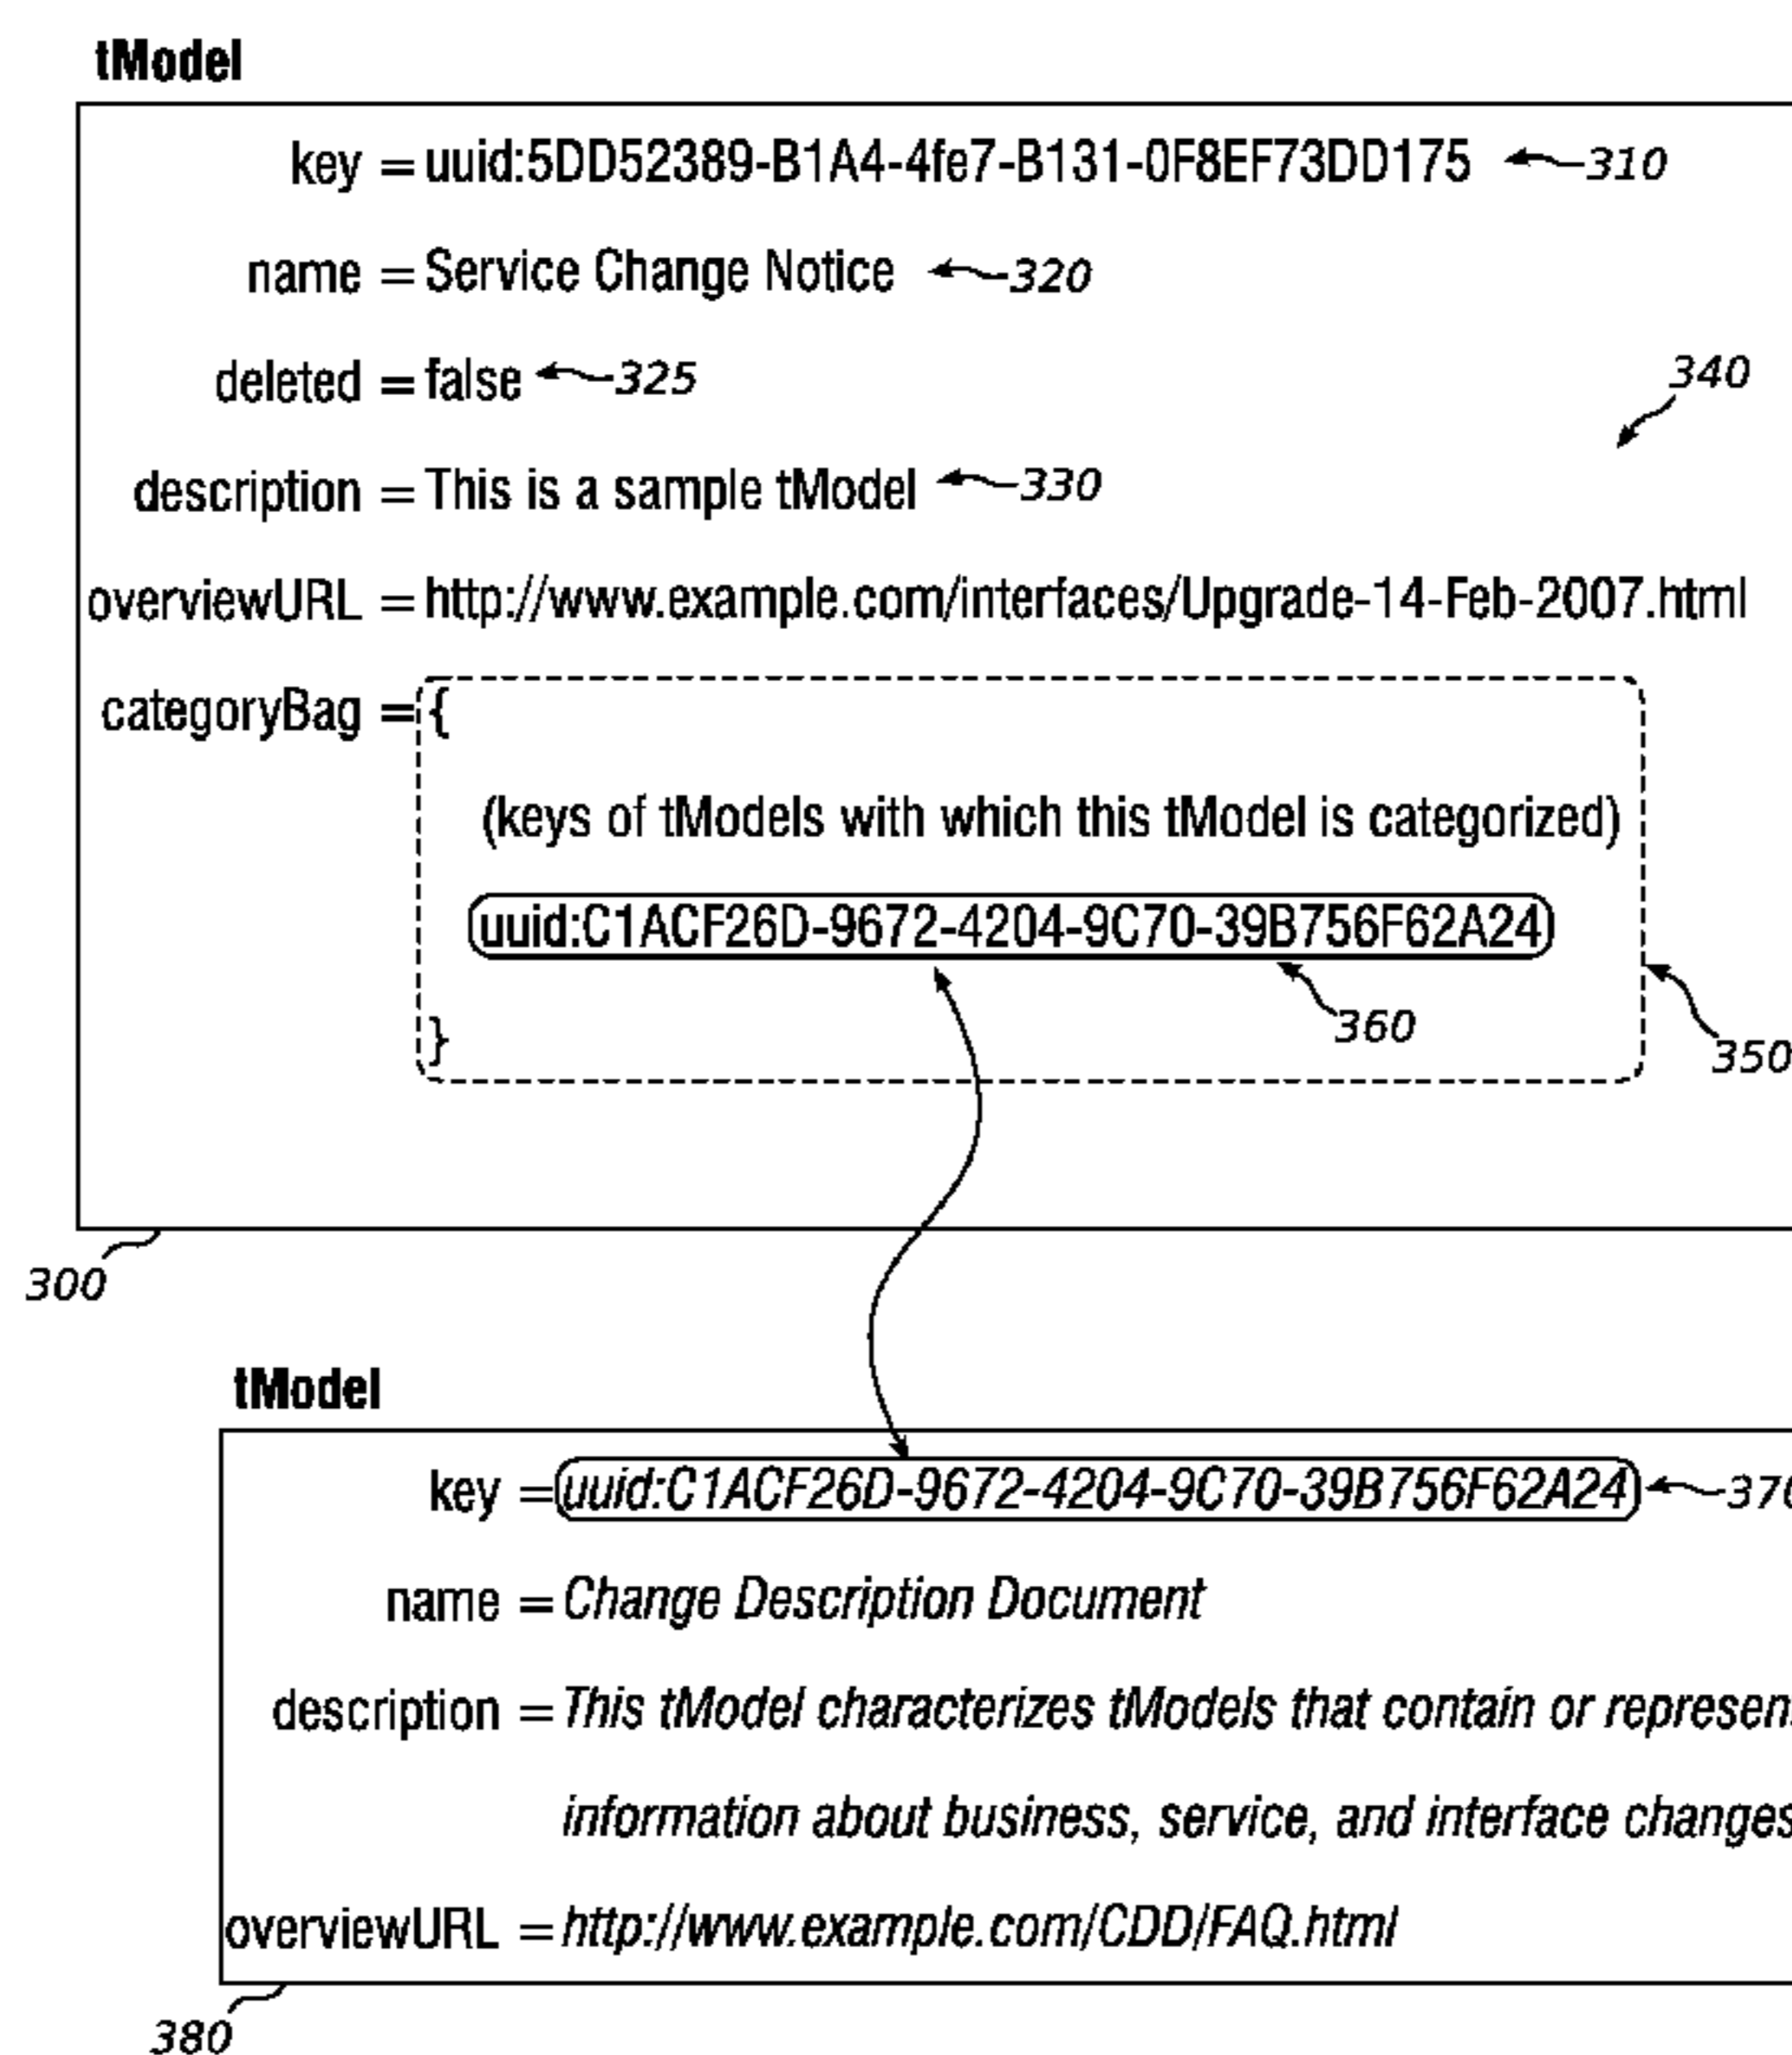 tModel
key = uuid:5DD52389-B1A4-4fe7-B131-0F8EF73DD175 310
name = Service Change Notice 320
deleted = false 325
340
description = This is a sample tModel 330
overviewURL = http://www.example.com/interfaces/Upgrade-14-Feb-2007.html
categoryBag = {
(keys of tModels with which this tModel is categorized)
uuid:C1ACF26D-9672-4204-9C70-39B756F62A24
360
}
350
300
tModel
key = uuid:C1ACF26D-9672-4204-9C70-39B756F62A24 370
name = Change Description Document
description = This tModel characterizes tModels that contain or represen
information about business, service, and interface changes
overviewURL = http://www.example.com/CDD/FAQ.html
380